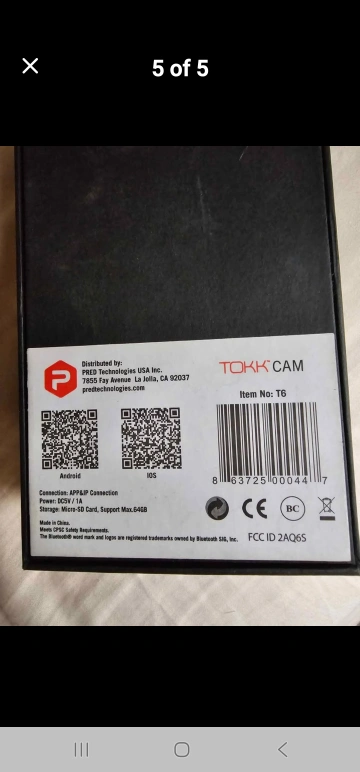 5 of 5
Distributed by:
PRED Technologies USA Inc.
7855 Fay Avenue La Jolla, CA 92037
predtechnologies.com
TOKK™ CAM
Item No: T6
Android
IOS
8 63725 00044 7
Connection: APP&IP Connection
Power: DC5V / 1A
Storage: Micro-SD Card, Support Max.64GB
Made in China.
Meets CPSC Safety Requirements.
The Bluetooth® word mark and logos are registered trademarks owned by Bluetooth SIG, Inc.
CE
BC
FCC ID 2AQ6S